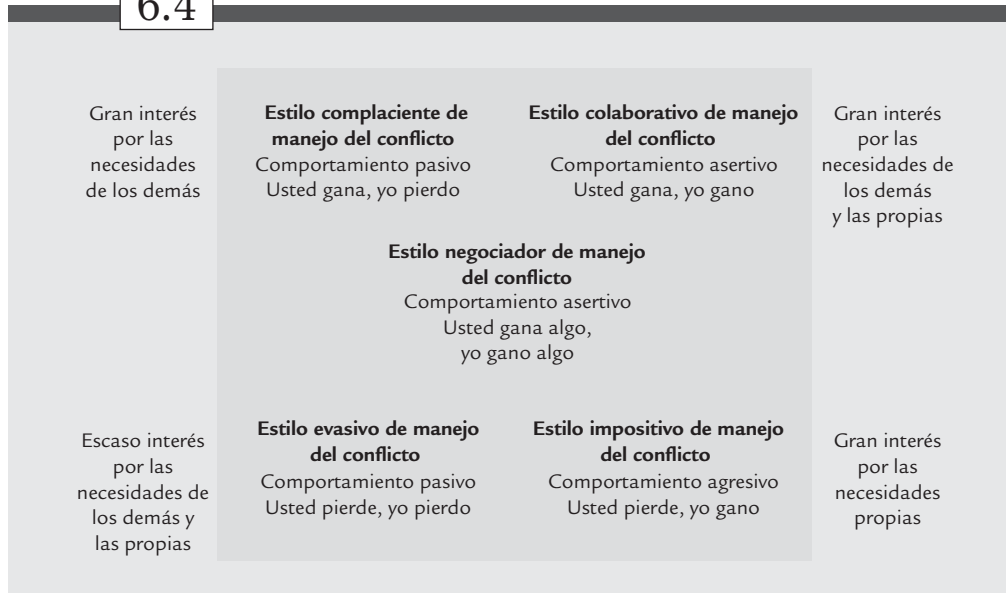 6.4
Gran interés
por las
necesidades
de los demás
Estilo complaciente de
manejo del conflicto
Comportamiento pasivo
Usted gana, yo pierdo
Estilo colaborativo de manejo
del conflicto
Comportamiento asertivo
Usted gana, yo gano
Gran interés
por las
necesidades de
los demás
y las propias
Estilo negociador de manejo
del conflicto
Comportamiento asertivo
Usted gana algo,
yo gano algo
Escaso interés
por las
necesidades de
los demás y
las propias
Estilo evasivo de manejo
del conflicto
Comportamiento pasivo
Usted pierde, yo pierdo
Estilo impositivo de manejo
del conflicto
Comportamiento agresivo
Usted pierde, yo gano
Gran interés
por las
necesidades
propias